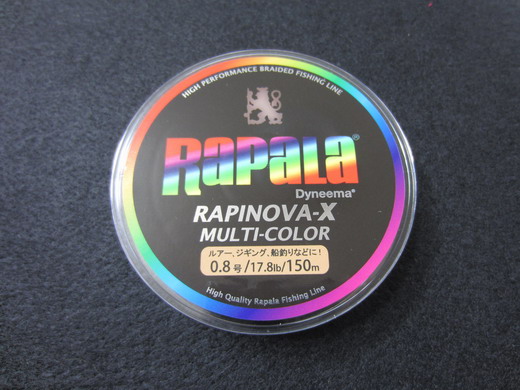 HIGH PERFORMANCE BRAIDED FISHING LINE
RAPALA®
Dyneema®
RAPINOVA-X
MULTI-COLOR
ルアー、ジギング、船釣りなどに!
0.8号/17.8lb/150m
High Quality Rapala Fishing Line